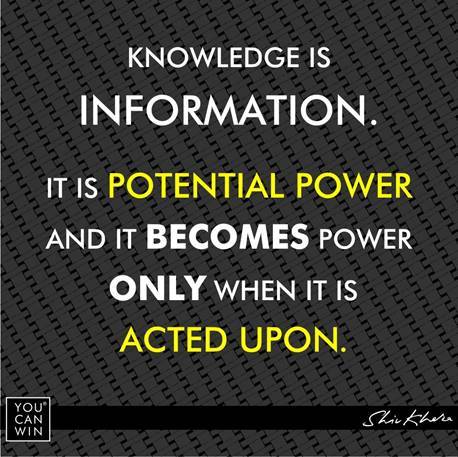 KNOWLEDGE IS
INFORMATION.
IT IS POTENTIAL POWER
AND IT BECOMES POWER
ONLY WHEN IT IS
ACTED UPON.
YOU®
CAN
WIN
Shiv Khera